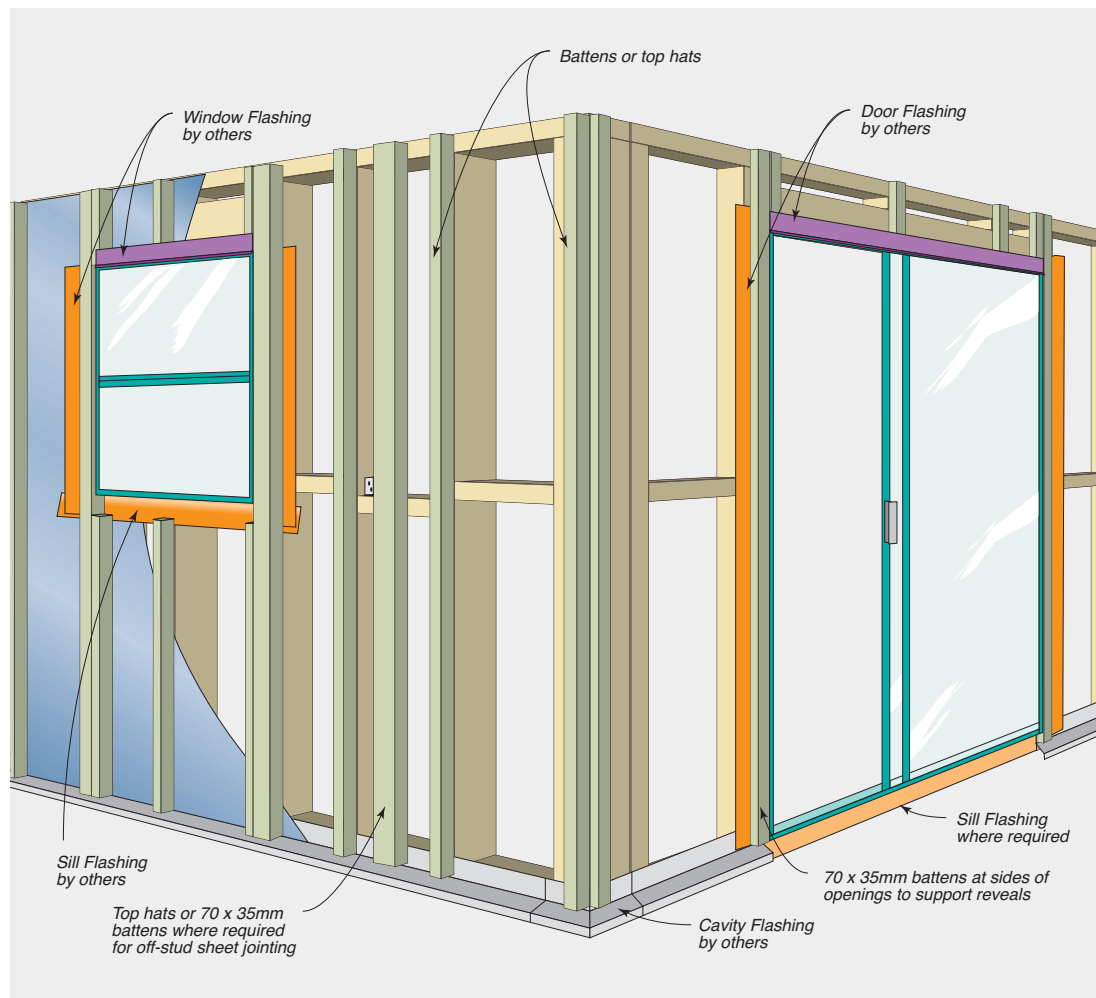 Battens or top hats
Window Flashing
by others
Door Flashing
by others
Sill Flashing
where required
Sill Flashing
by others
70 x 35mm battens at sides of
openings to support reveals
Top hats or 70 x 35mm
battens where required
for off-stud sheet jointing
Cavity Flashing
by others